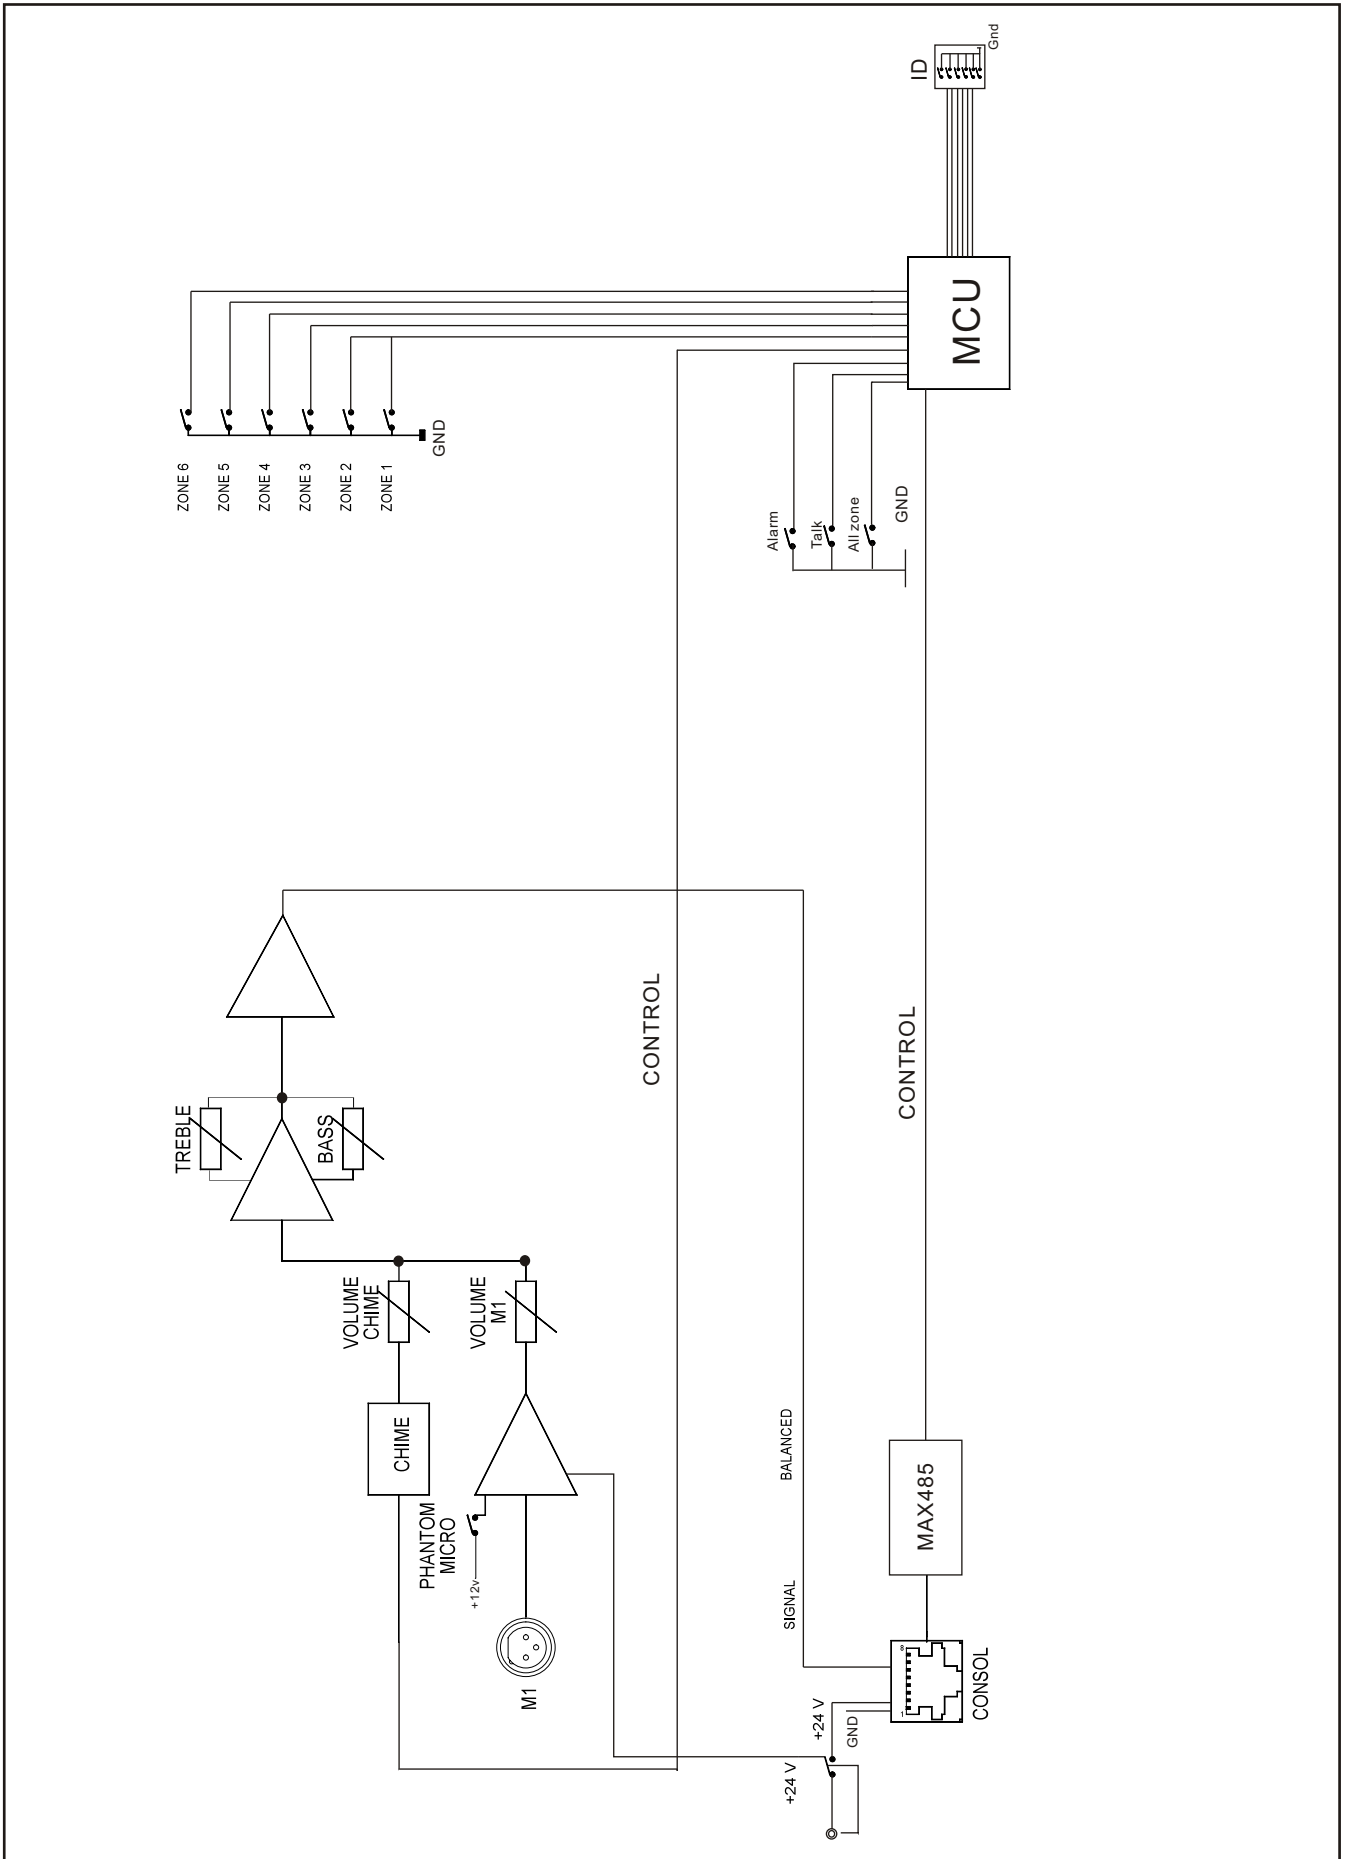 ID
Gnd
MCU
ZONE 6
ZONE 5
ZONE 4
ZONE 3
ZONE 2
ZONE 1
GND
Alarm
Talk
All zone
GND
CONTROL
CONTROL
TREBLE
BASS
VOLUME
CHIME
VOLUME
M1
CHIME
PHANTOM
MICRO
+12v
M1
BALANCED
SIGNAL
MAX485
8
1
CONSOL
+24 V
GND
+24 V